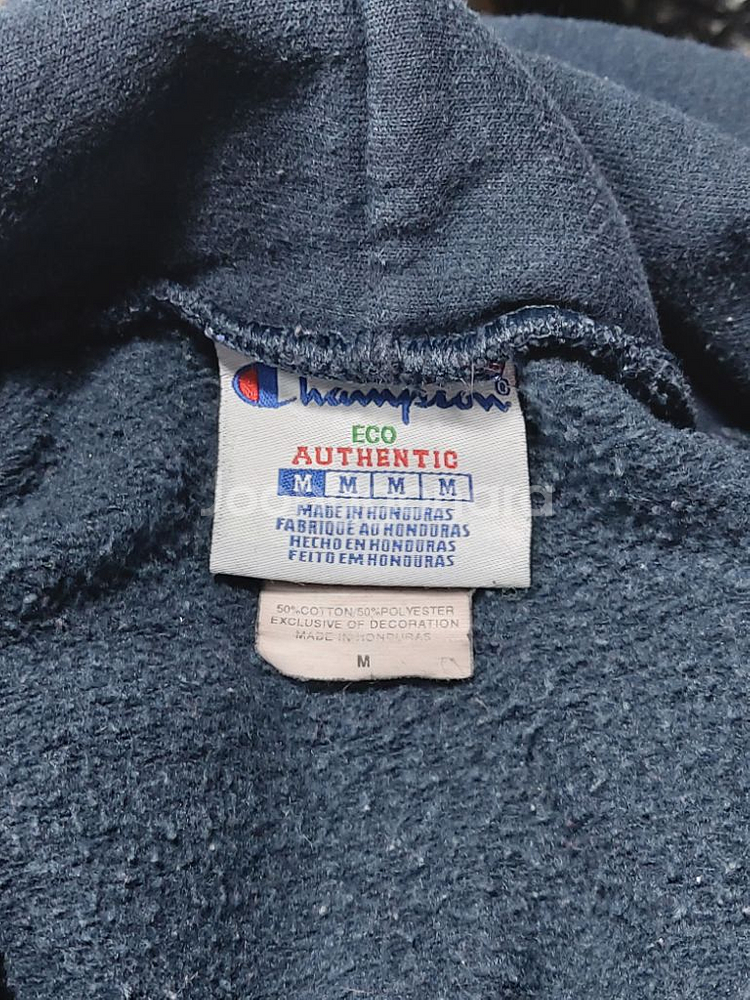 Champion
ECO
AUTHENTIC
M M M M
MADE IN HONDURAS
FABRIQUÉ AU HONDURAS
HECHO EN HONDURAS
FEITO EM HONDURAS
50%COTTON/50%POLYESTER
EXCLUSIVE OF DECORATION
MADE IN HONDURAS
M